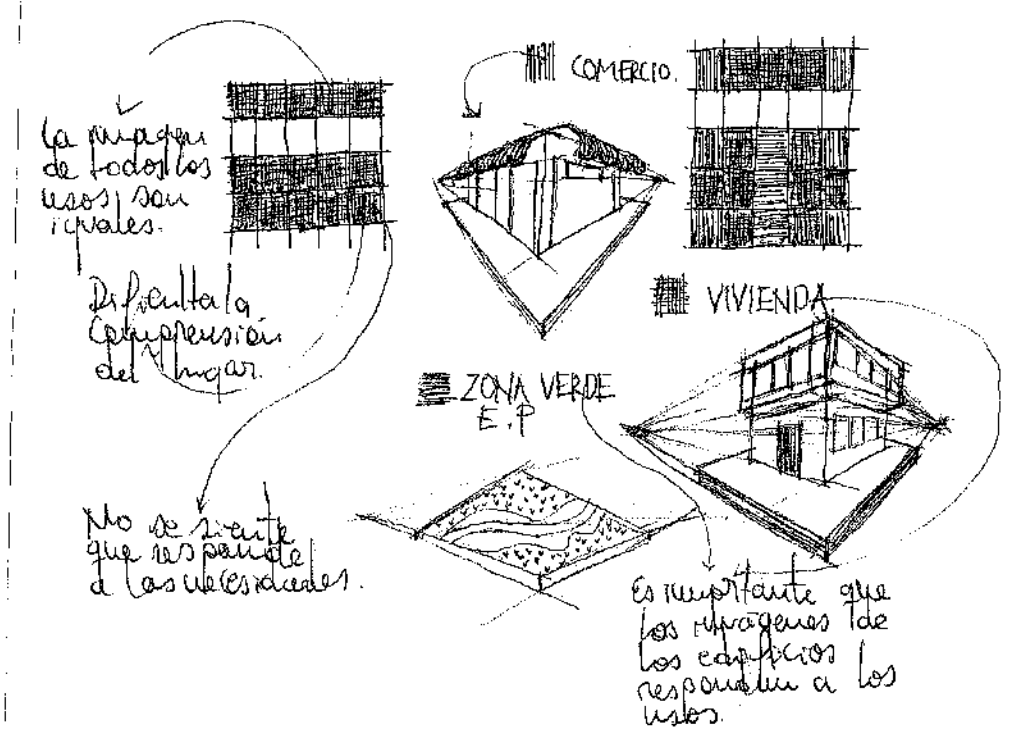 La imagen
de todos los
usos son
iguales.
Dificulta la
comprensión
del lugar.
No se siente
que responde
a las necesidades.
COMERCIO.
VIVIENDA
ZONA VERDE
E.P
Es importante que
los imágenes de
los edificios
respondan a los
usos.